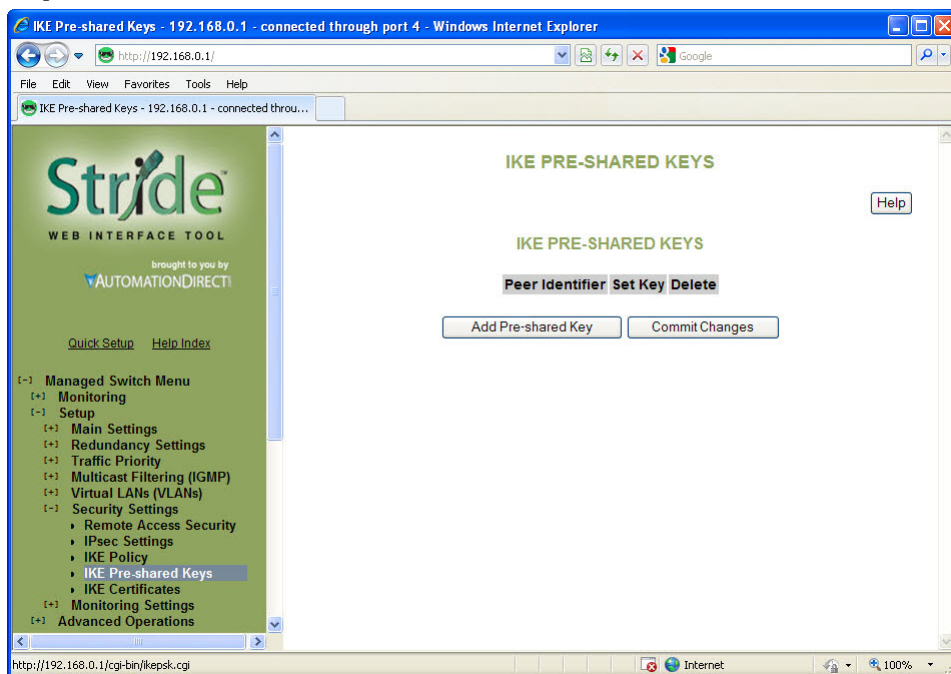 IKE Pre-shared Keys - 192.168.0.1 - connected through port 4 - Windows Internet Explorer
http://192.168.0.1/
Google
File Edit View Favorites Tools Help
IKE Pre-shared Keys - 192.168.0.1 - connected throu...
Stride
WEB INTERFACE TOOL
brought to you by
AUTOMATIONDIRECT
Quick Setup Help Index
[-] Managed Switch Menu
[+] Monitoring
[-] Setup
[+] Main Settings
[+] Redundancy Settings
[+] Traffic Priority
[+] Multicast Filtering (IGMP)
[+] Virtual LANs (VLANs)
[-] Security Settings
Remote Access Security
IPsec Settings
IKE Policy
IKE Pre-shared Keys
IKE Certificates
[+] Monitoring Settings
[+] Advanced Operations
IKE PRE-SHARED KEYS
Help
IKE PRE-SHARED KEYS
Peer Identifier Set Key Delete
Add Pre-shared Key Commit Changes
http://192.168.0.1/cgi-bin/ikepsk.cgi
Internet
100%